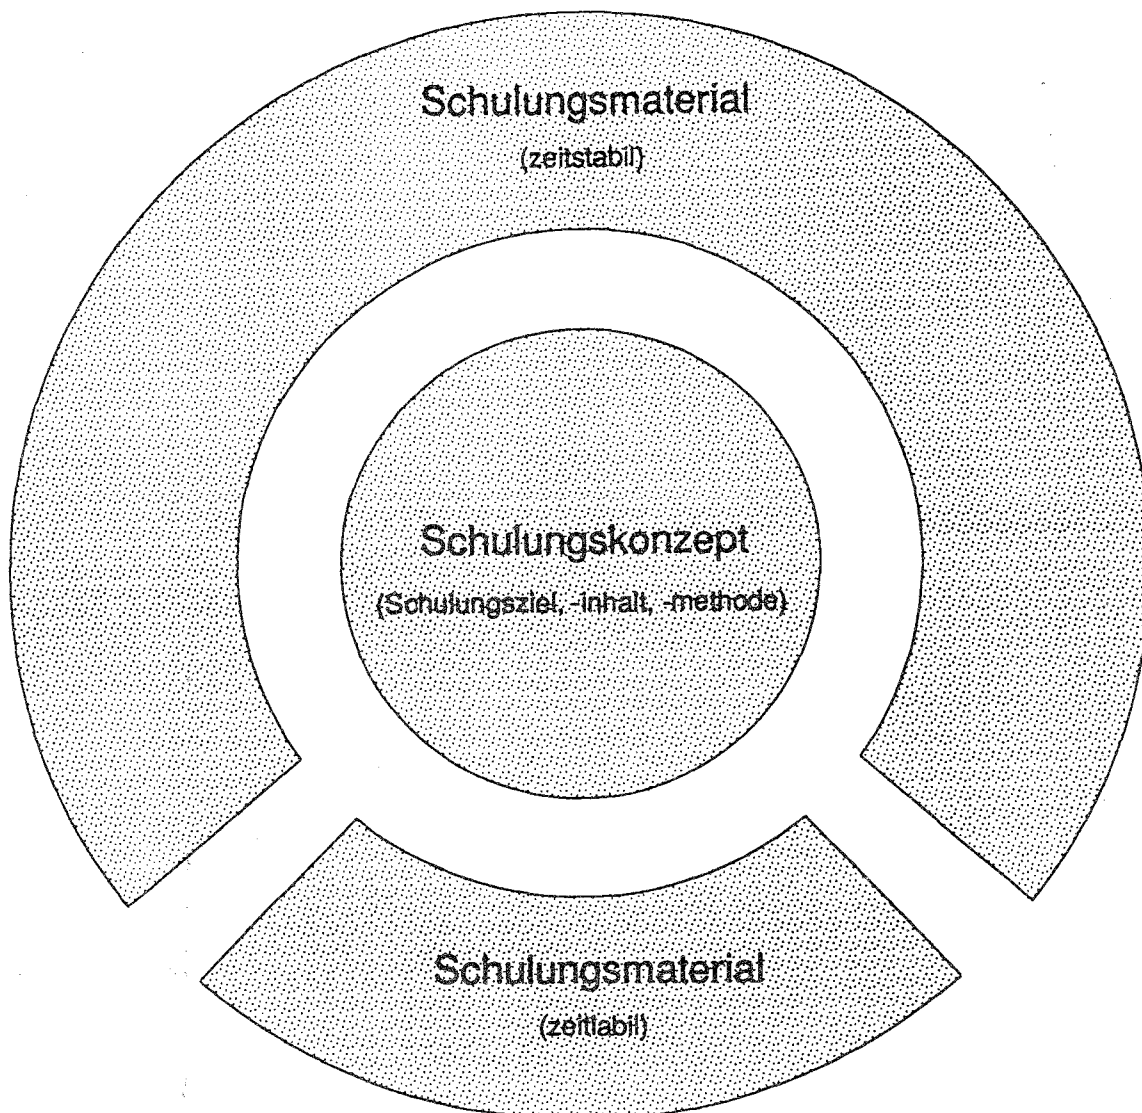 Schulungsmaterial
(zeitstabil)
Schulungskonzept
(Schulungsziel, -inhalt, -methode)
Schulungsmaterial
(zeitlabil)